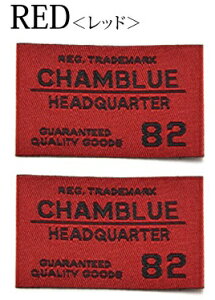 RED<レッド>
REG. TRADEMARK
CHAMBLUE
HEADQUARTER
GUARANTEED
QUALITY GOODS 82
REG. TRADEMARK
CHAMBLUE
HEADQUARTER
GUARANTEED
QUALITY GOODS 82